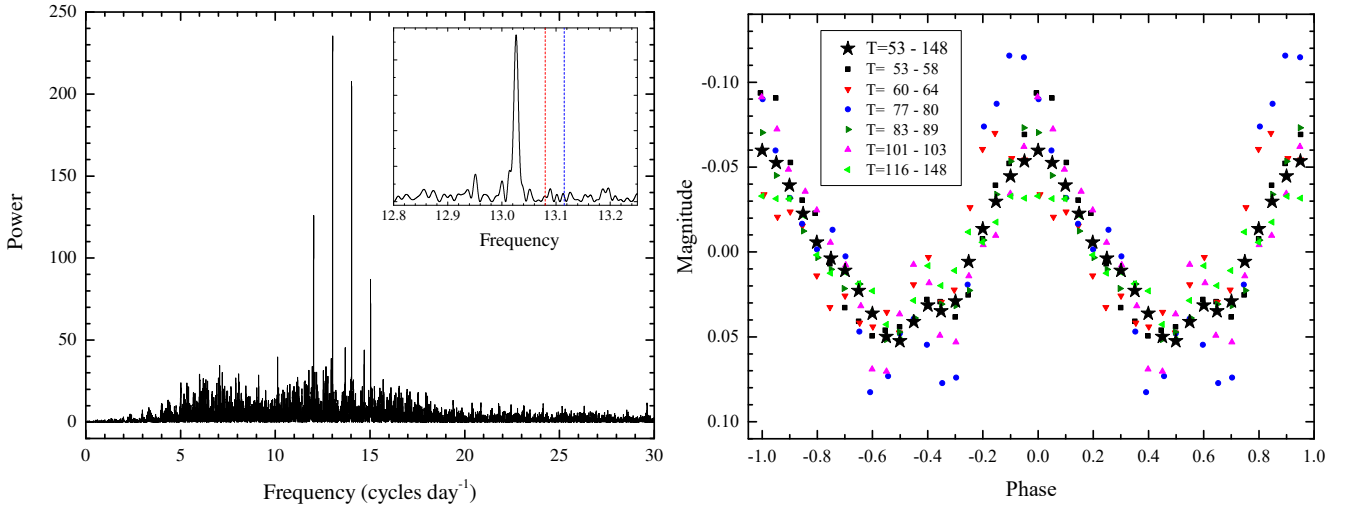 250
200
150
100
50
0
Power
0 5 10 15 20 25 30
Frequency (cycles day-1)
12.8 12.9 13.0 13.1 13.2
Frequency
-0.10
-0.05
0.00
0.05
0.10
Magnitude
T=53 - 148
T= 53 - 58
T= 60 - 64
T= 77 - 80
T= 83 - 89
T=101 - 103
T=116 - 148
-1.0 -0.8 -0.6 -0.4 -0.2 0.0 0.2 0.4 0.6 0.8 1.0
Phase